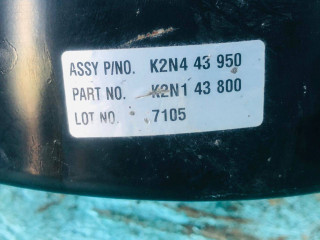 ASSY P/NO. K2N4 43 950
PART NO. K2N1 43 800
LOT NO. 7105